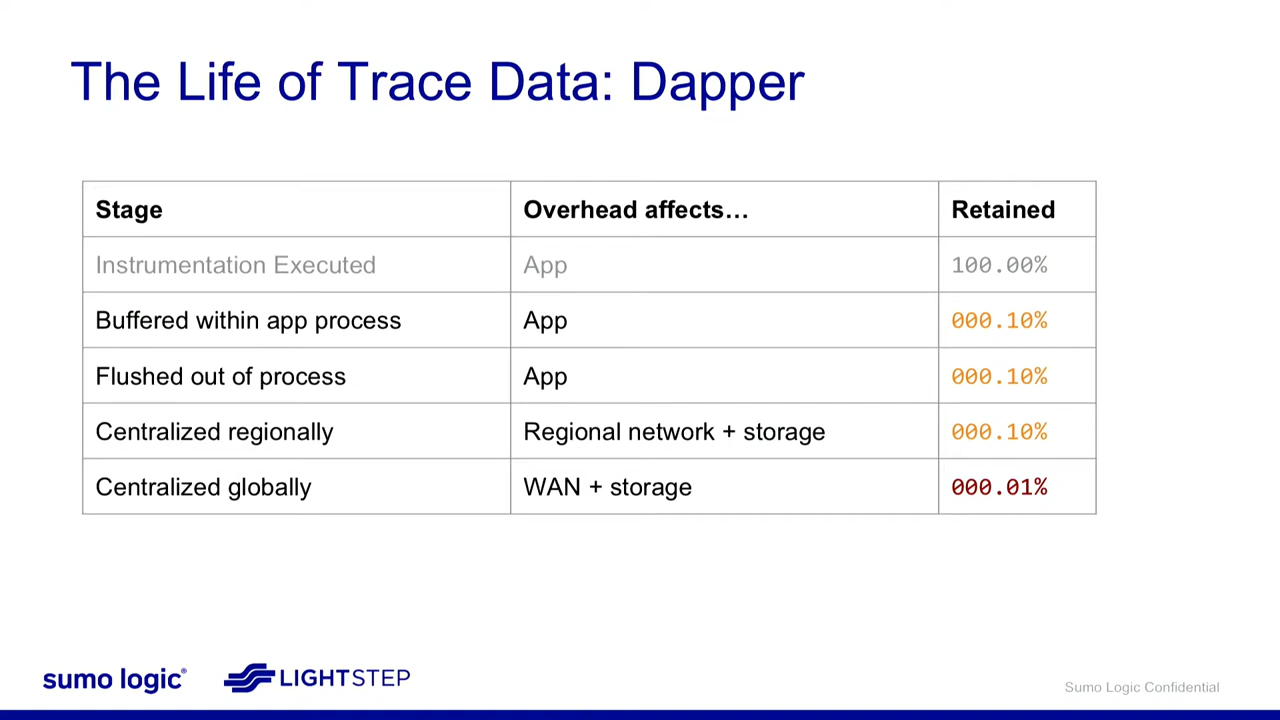 The Life of Trace Data: Dapper
Stage Overhead affects… Retained
Instrumentation Executed App 100.00%
Buffered within app process App 000.10%
Flushed out of process App 000.10%
Centralized regionally Regional network + storage 000.10%
Centralized globally WAN + storage 000.01%
sumo logic® LIGHTSTEP
Sumo Logic Confidential